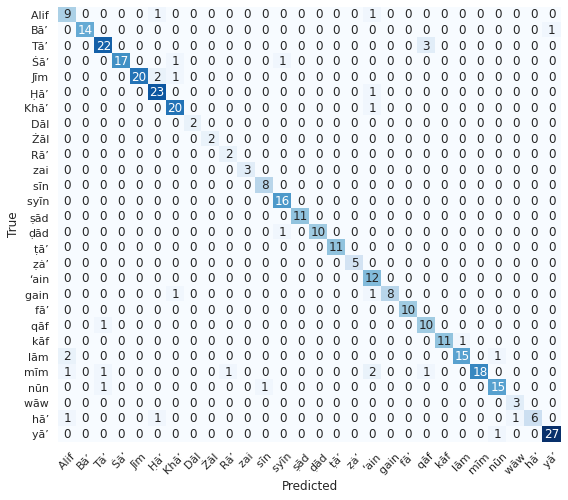 True
Alif 9 0 0 0 0 1 0 0 0 0 0 0 0 0 0 0 0 1 0 0 0 0 0 0 0 0 0 0
Bā’ 0 14 0 0 0 0 0 0 0 0 0 0 0 0 0 0 0 0 0 0 0 0 0 0 0 0 0 1
Tā’ 0 0 22 0 0 0 0 0 0 0 0 0 0 0 0 0 0 0 0 0 3 0 0 0 0 0 0 0
Ṡā’ 0 0 0 17 0 0 1 0 0 0 0 0 1 0 0 0 0 0 0 0 0 0 0 0 0 0 0 0
Jīm 0 0 0 0 20 2 1 0 0 0 0 0 0 0 0 0 0 0 0 0 0 0 0 0 0 0 0 0
Ḥā’ 0 0 0 0 0 23 0 0 0 0 0 0 0 0 0 0 0 1 0 0 0 0 0 0 0 0 0 0
Khā’ 0 0 0 0 0 0 20 0 0 0 0 0 0 0 0 0 0 1 0 0 0 0 0 0 0 0 0 0
Dāl 0 0 0 0 0 0 0 2 0 0 0 0 0 0 0 0 0 0 0 0 0 0 0 0 0 0 0 0
Żāl 0 0 0 0 0 0 0 0 2 0 0 0 0 0 0 0 0 0 0 0 0 0 0 0 0 0 0 0
Rā’ 0 0 0 0 0 0 0 0 0 2 0 0 0 0 0 0 0 0 0 0 0 0 0 0 0 0 0 0
zai 0 0 0 0 0 0 0 0 0 0 3 0 0 0 0 0 0 0 0 0 0 0 0 0 0 0 0 0
sīn 0 0 0 0 0 0 0 0 0 0 0 8 0 0 0 0 0 0 0 0 0 0 0 0 0 0 0 0
syīn 0 0 0 0 0 0 0 0 0 0 0 0 16 0 0 0 0 0 0 0 0 0 0 0 0 0 0 0
ṣād 0 0 0 0 0 0 0 0 0 0 0 0 0 11 0 0 0 0 0 0 0 0 0 0 0 0 0 0
ḍād 0 0 0 0 0 0 0 0 0 0 0 0 1 0 10 0 0 0 0 0 0 0 0 0 0 0 0 0
ṭā’ 0 0 0 0 0 0 0 0 0 0 0 0 0 0 0 11 0 0 0 0 0 0 0 0 0 0 0 0
ẓā’ 0 0 0 0 0 0 0 0 0 0 0 0 0 0 0 0 5 0 0 0 0 0 0 0 0 0 0 0
‘ain 0 0 0 0 0 0 0 0 0 0 0 0 0 0 0 0 0 12 0 0 0 0 0 0 0 0 0 0
gain 0 0 0 0 0 0 1 0 0 0 0 0 0 0 0 0 0 1 8 0 0 0 0 0 0 0 0 0
fā’ 0 0 0 0 0 0 0 0 0 0 0 0 0 0 0 0 0 0 0 10 0 0 0 0 0 0 0 0
qāf 0 0 1 0 0 0 0 0 0 0 0 0 0 0 0 0 0 0 0 0 10 0 0 0 0 0 0 0
kāf 0 0 0 0 0 0 0 0 0 0 0 0 0 0 0 0 0 0 0 0 0 11 1 0 0 0 0 0
lām 2 0 0 0 0 0 0 0 0 0 0 0 0 0 0 0 0 0 0 0 0 0 15 0 1 0 0 0
mīm 1 0 1 0 0 0 0 0 0 1 0 0 0 0 0 0 0 2 0 0 1 0 0 18 0 0 0 0
nūn 0 0 1 0 0 0 0 0 0 0 0 1 0 0 0 0 0 0 0 0 0 0 0 0 15 0 0 0
wāw 0 0 0 0 0 0 0 0 0 0 0 0 0 0 0 0 0 0 0 0 0 0 0 0 0 3 0 0
hā’ 1 0 0 0 0 1 0 0 0 0 0 0 0 0 0 0 0 0 0 0 0 0 0 0 0 1 6 0
yā’ 0 0 0 0 0 0 0 0 0 0 0 0 0 0 0 0 0 0 0 0 0 0 0 0 1 0 0 27
Alif Bā’ Tā’ Ṡā’ Jīm Ḥā’ Khā’ Dāl Żāl Rā’ zai sīn syīn ṣād ḍād ṭā’ ẓā’ ‘ain gain fā’ qāf kāf lām mīm nūn wāw hā’ yā’
Predicted